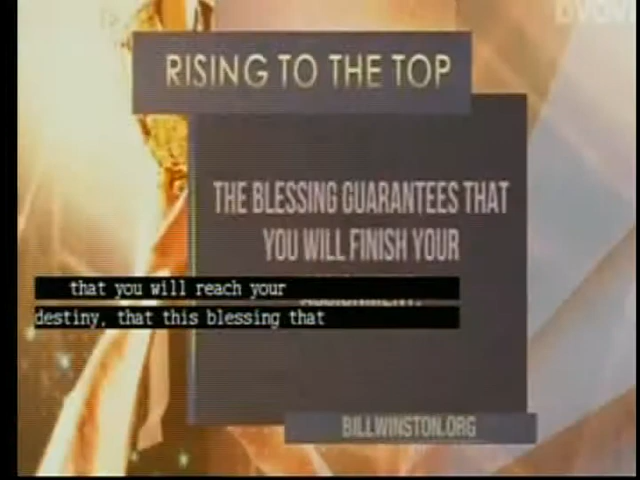 RISING TO THE TOP
THE BLESSING GUARANTEES THAT
YOU WILL FINISH YOUR
that you will reach your
destiny, that this blessing that
BILLWINSTON.ORG